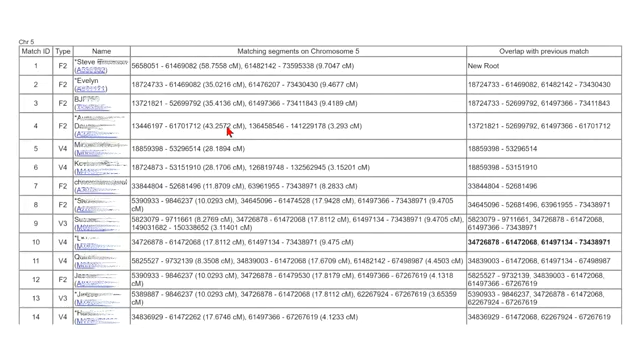 Chr 5
Match ID Type Name Matching segments on Chromosome 5 Overlap with previous match
1 F2 *Steve 5658051 - 61469082 (58.7558 cM), 61482142 - 73595338 (9.7047 cM) New Root
2 F2 *Evelyn 18724733 - 61469082 (35.0216 cM), 61476207 - 73430450 (9.4677 cM) 18724733 - 61469082, 61482142 - 73430450
3 F2 13721821 - 52699792 (35.4136 cM), 61497366 - 73411843 (9.4189 cM) 18724733 - 52699792, 61497366 - 73411843
4 F2 13446197 - 61701712 (43.2572 cM), 136458546 - 141229178 (3.293 cM) 13721821 - 52699792, 61497366 - 61701712
5 V4 18859398 - 53296514 (28.1894 cM) 18859398 - 53296514
6 V4 18724873 - 53151910 (28.1706 cM), 126819748 - 132562945 (3.15201 cM) 18859398 - 53151910
7 F2 33844804 - 52681496 (11.8709 cM), 63961955 - 73438971 (8.2833 cM) 33844804 - 52681496
8 F2 5390933 - 9846237 (10.0293 cM), 34645096 - 61474528 (17.9428 cM), 61497366 - 73438971 (9.4705
cM) 34645096 - 52681496, 63961955 - 73438971
9 V3 5823079 - 9711661 (8.2769 cM), 34726878 - 61472068 (17.8112 cM), 61497134 - 73438971 (9.4705 cM), 5823079 - 9711661, 34726878 - 61472068,
149031682 - 150338652 (3.11401 cM) 61497366 - 73438971
10 V4 34726878 - 61472068 (17.8112 cM), 61497134 - 73438971 (9.475 cM) 34726878 - 61472068, 61497134 - 73438971
11 V4 5825527 - 9732139 (8.3508 cM), 34839003 - 61472068 (17.6709 cM), 61482142 - 67498987 (4.4503 cM) 34839003 - 61472068, 61497134 - 67498987
12 F2 5390933 - 9846237 (10.0293 cM), 34726878 - 61479530 (17.8179 cM), 61497366 - 67267619 (4.1318
cM) 5825527 - 9732139, 34839003 - 61472068,
61497366 - 67267619
13 V3 5389887 - 9846237 (10.0293 cM), 34726878 - 61472068 (17.8112 cM), 62267924 - 67267619 (3.65359
cM) 5390933 - 9846237, 34726878 - 61472068,
62267924 - 67267619
14 V4 34836929 - 61472262 (17.6746 cM), 61497366 - 67267619 (4.1233 cM) 34836929 - 61472068, 62267924 - 67267619